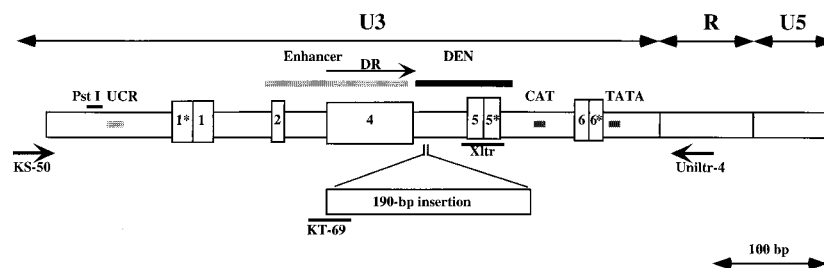 U3 R U5
Enhancer DR DEN
Pst I UCR CAT TATA
1* 1 2 4 5 5* 6 6*
KS-50 Xltr Uniltr-4
190-bp insertion
KT-69
100 bp